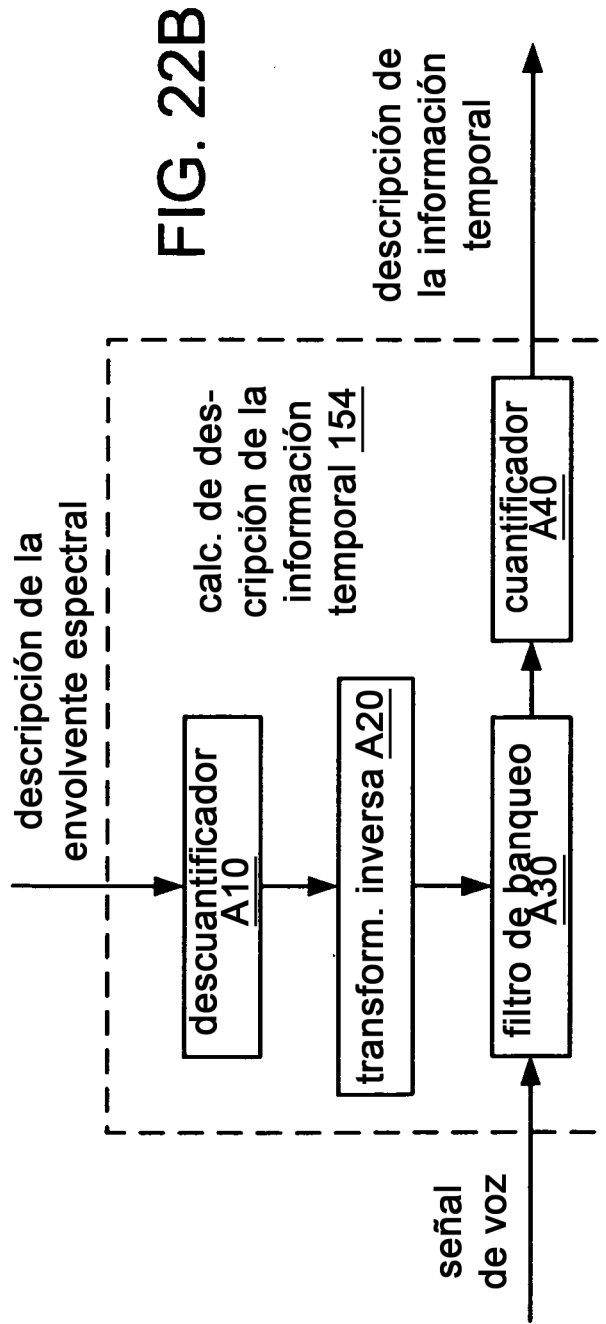 FIG. 22B
descripción de la
envolvente espectral
calc. de des-
cripción de la
información
temporal 154
descuantificador
A10
transform. inversa A20
señal
de voz
filtro de banqueo
A30
cuantificador
A40
descripción de
la información
temporal